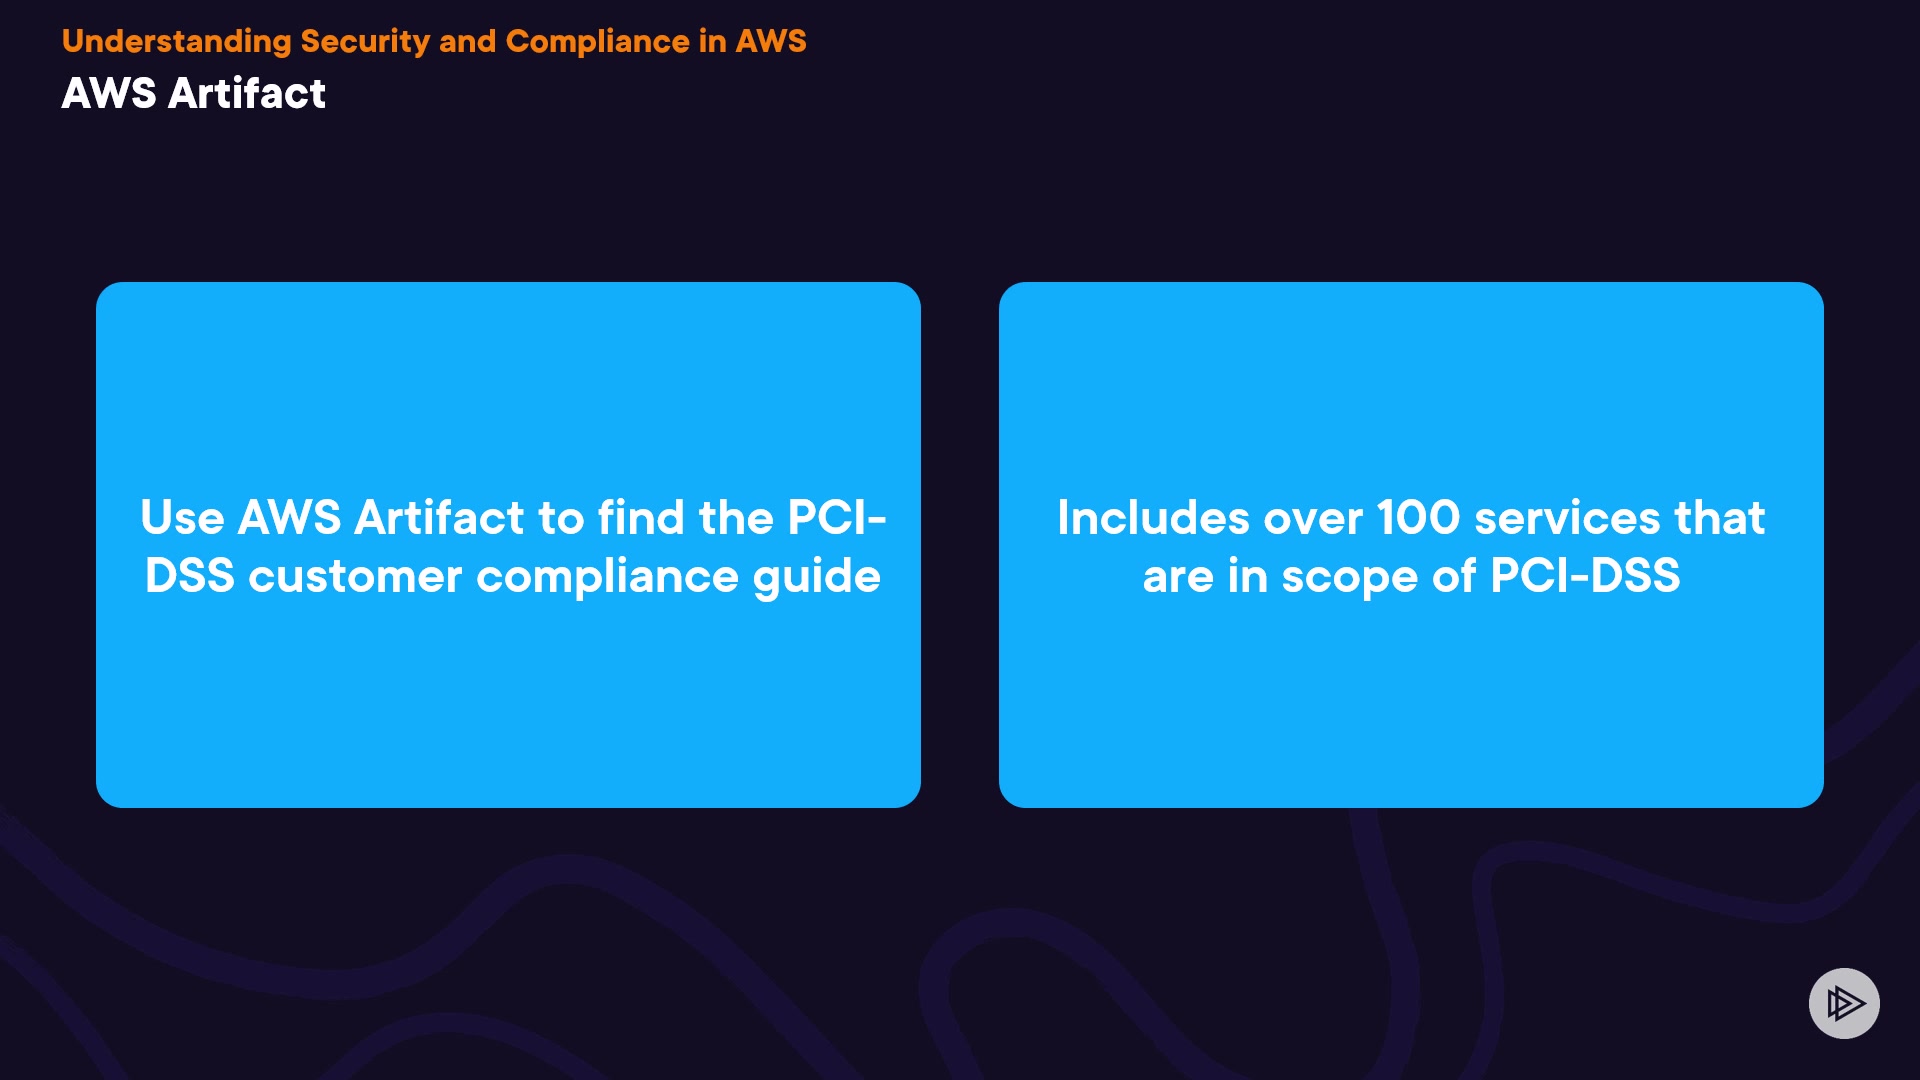 Understanding Security and Compliance in AWS
AWS Artifact
Use AWS Artifact to find the PCI-
DSS customer compliance guide
Includes over 100 services that
are in scope of PCI-DSS